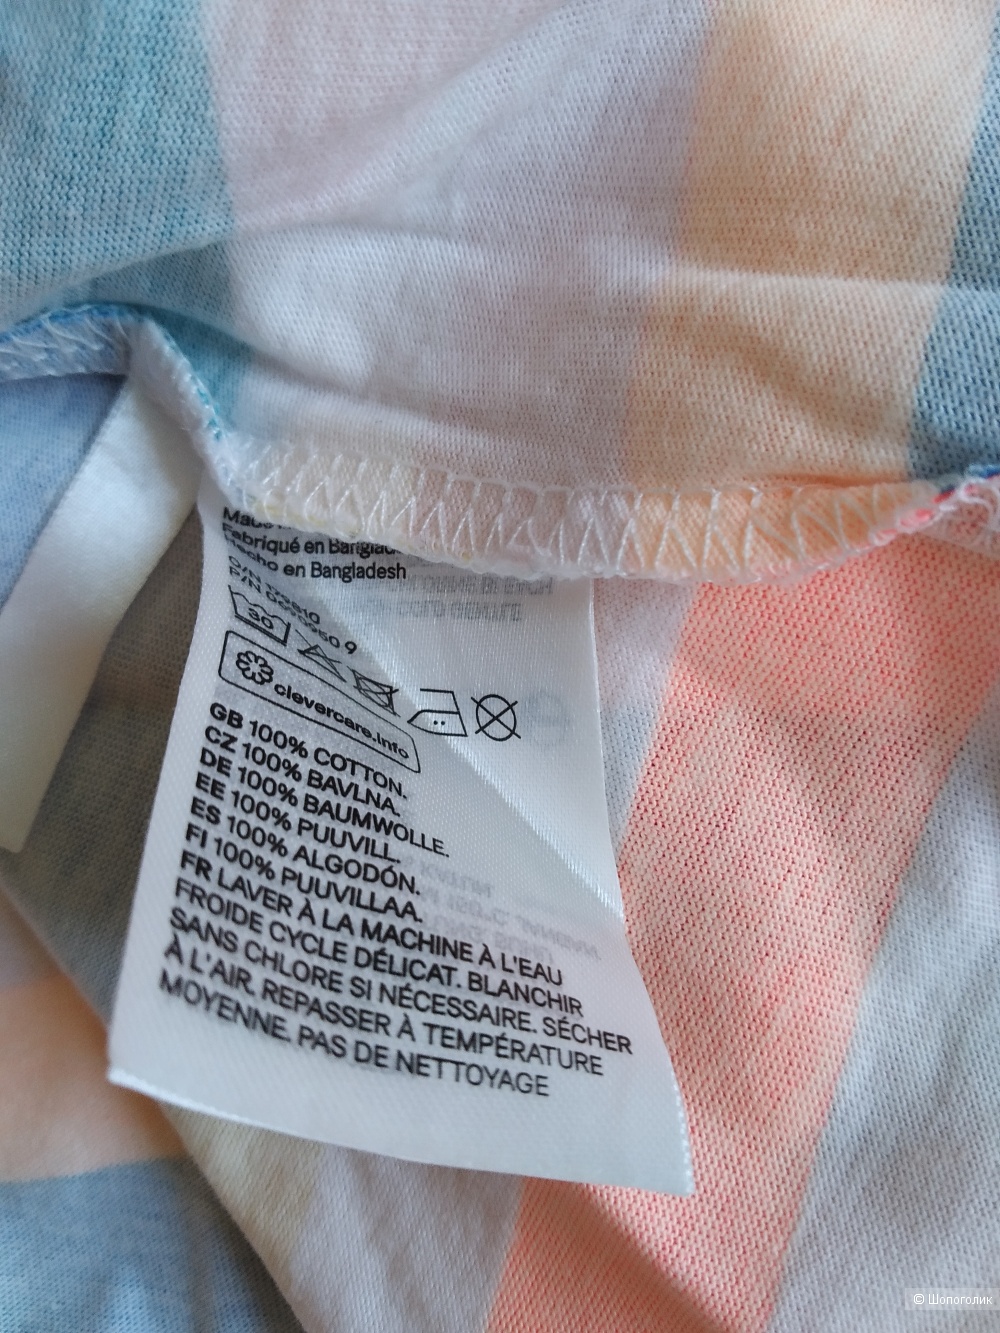 Fabriqué en
Hecho en Bangladesh
O/N
P/N
30
clevercare.info
GB 100% COTTON.
CZ 100% BAVLNA.
DE 100% BAUMWOLLE.
EE 100% PUUVILL.
ES 100% ALGODÓN.
FI 100% PUUVILLAA.
FR LAVER À LA MACHINE À L'EAU
FROIDE CYCLE DÉLICAT. BLANCHIR
SANS CHLORE SI NÉCESSAIRE. SÉCHER
À L'AIR. REPASSER À TEMPÉRATURE
MOYENNE. PAS DE NETTOYAGE
© Шопоголик